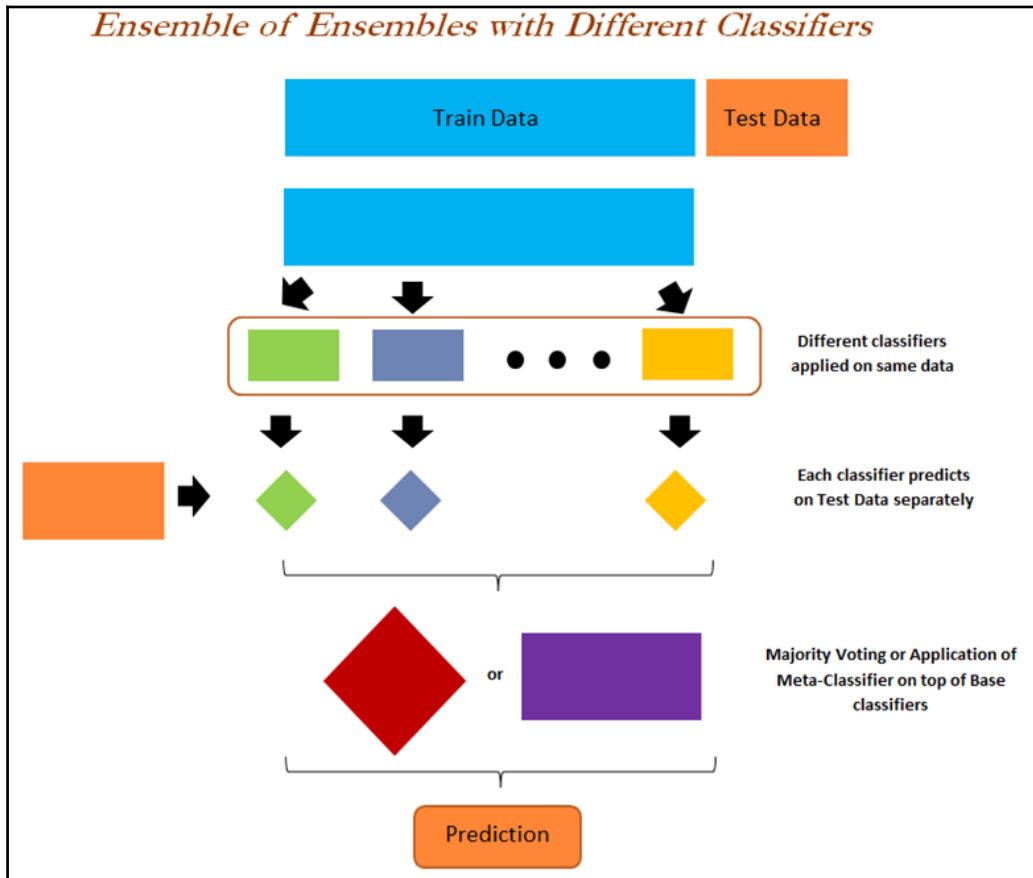 Ensemble of Ensembles with Different Classifiers
Train Data
Test Data
Different classifiers
applied on same data
Each classifier predicts
on Test Data separately
or
Majority Voting or Application of
Meta-Classifier on top of Base
classifiers
Prediction